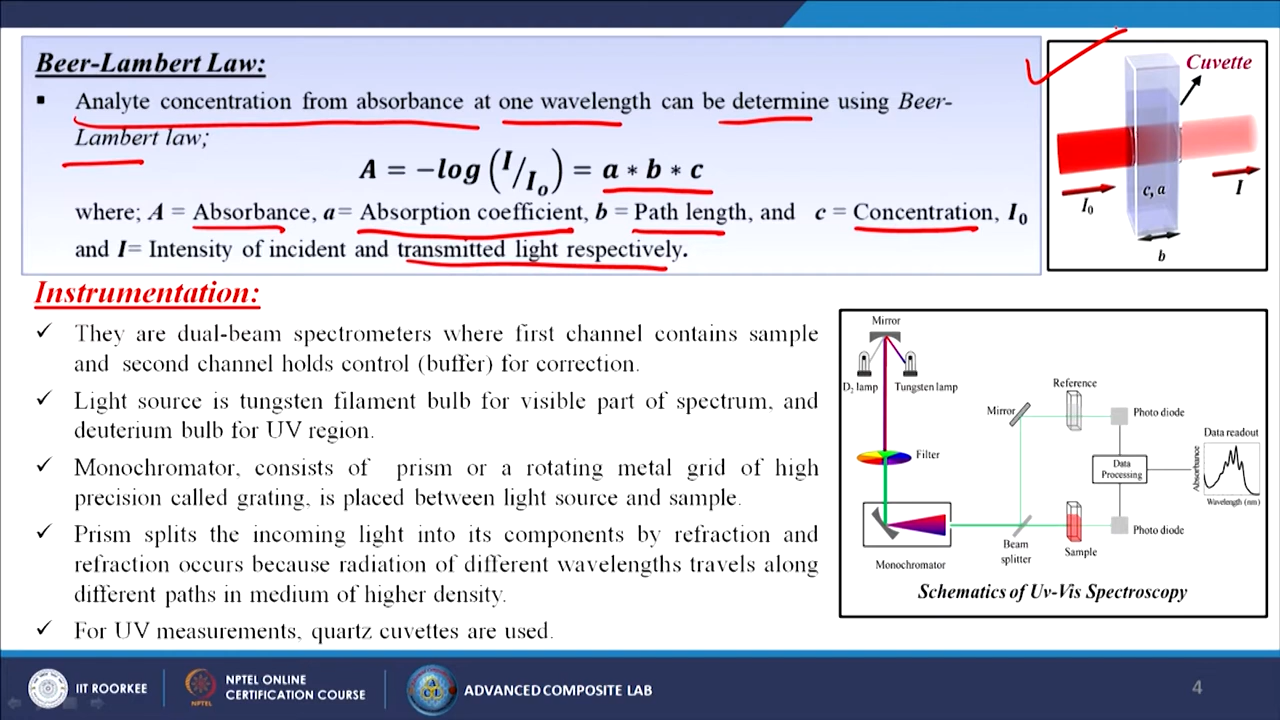 Beer-Lambert Law:
▪ Analyte concentration from absorbance at one wavelength can be determine using Beer-
Lambert law;
A = −log (I/I₀) = a * b * c
where; A = Absorbance, a= Absorption coefficient, b = Path length, and c = Concentration, I₀
and I= Intensity of incident and transmitted light respectively.
Cuvette
I₀
c, a
I
b
Instrumentation:
✓ They are dual-beam spectrometers where first channel contains sample
and second channel holds control (buffer) for correction.
✓ Light source is tungsten filament bulb for visible part of spectrum, and
deuterium bulb for UV region.
✓ Monochromator, consists of prism or a rotating metal grid of high
precision called grating, is placed between light source and sample.
✓ Prism splits the incoming light into its components by refraction and
refraction occurs because radiation of different wavelengths travels along
different paths in medium of higher density.
✓ For UV measurements, quartz cuvettes are used.
Mirror
D₂ lamp
Tungsten lamp
Filter
Monochromator
Mirror
Reference
Photo diode
Data
Processing
Data readout
Absorbance
Wavelength (nm)
Beam
splitter
Sample
Photo diode
Schematics of Uv-Vis Spectroscopy
IIT ROORKEE
NPTEL
NPTEL ONLINE
CERTIFICATION COURSE
ACL
ADVANCED COMPOSITE LAB
4